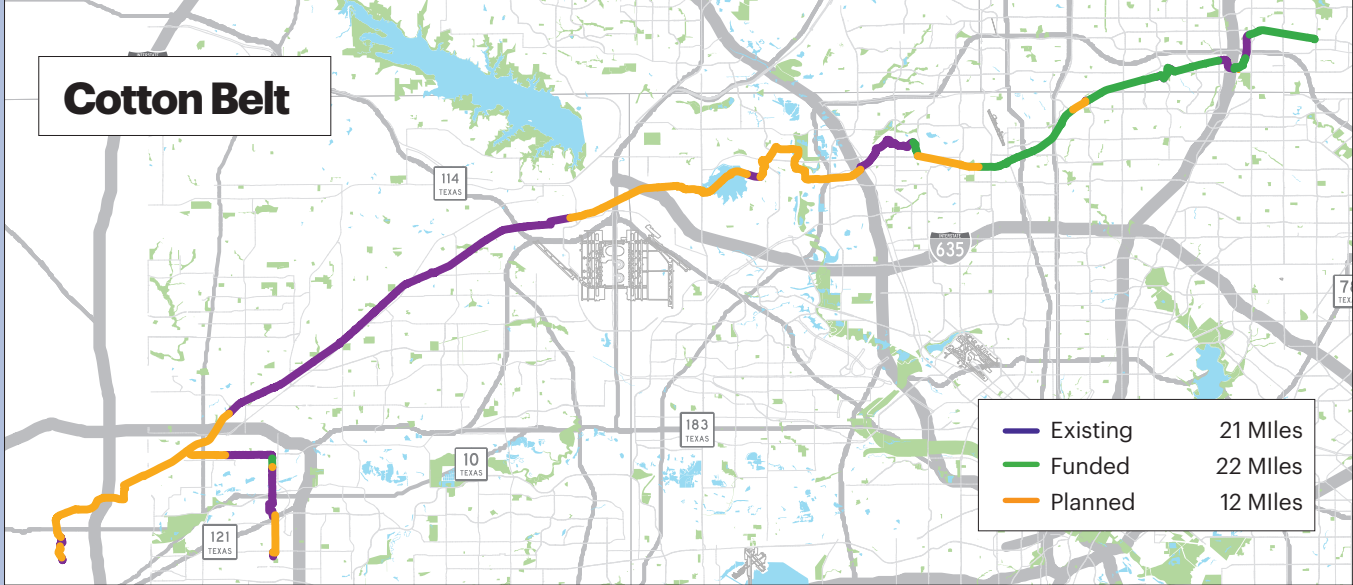 Cotton Belt
114
TEXAS
INTERSTATE
635
183
TEXAS
10
TEXAS
121
TEXAS
Existing 21 MIles
Funded 22 MIles
Planned 12 MIles